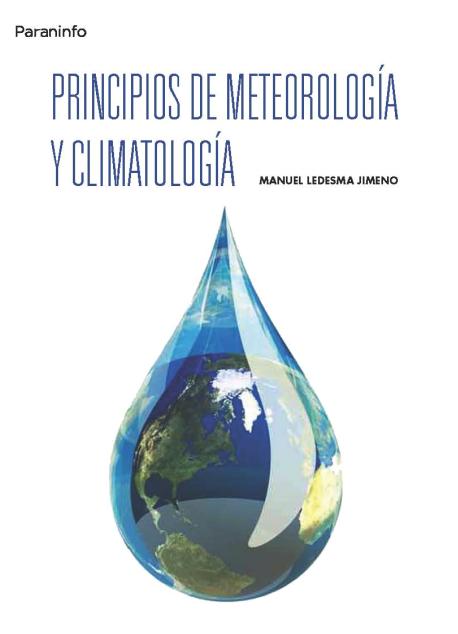 Paraninfo
PRINCIPIOS DE METEOROLOGÍA
Y CLIMATOLOGÍA
MANUEL LEDESMA JIMENO